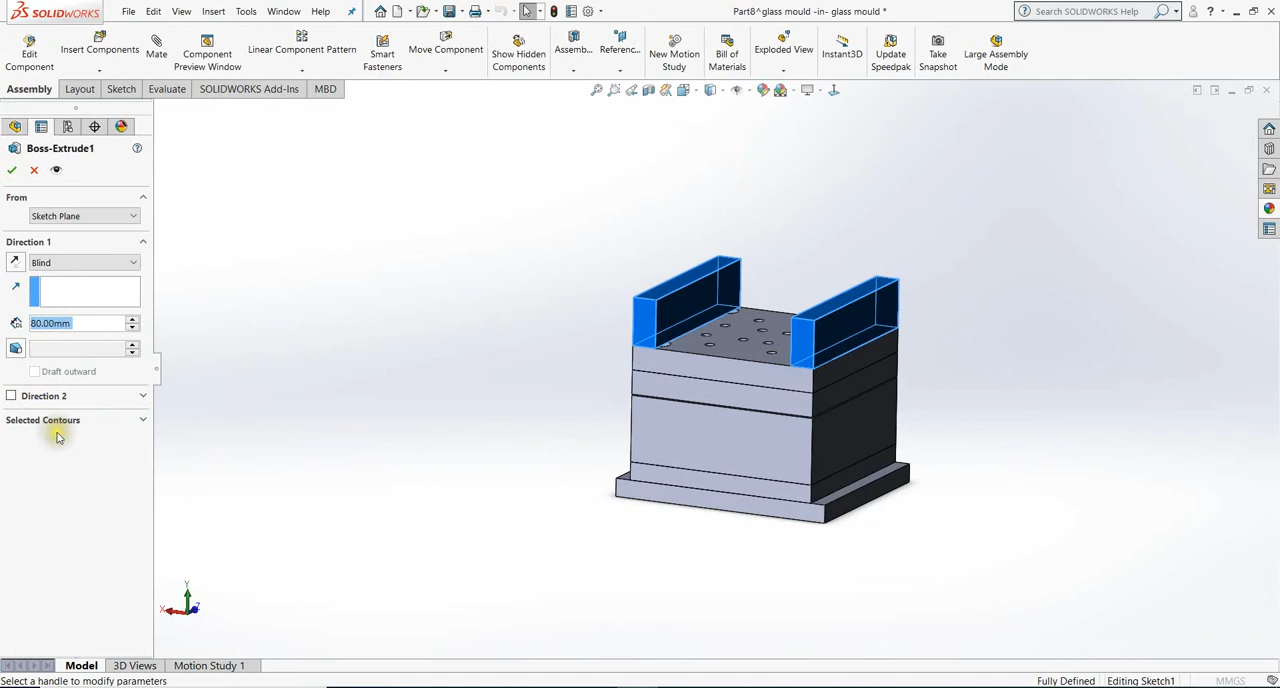 SOLIDWORKS
File Edit View Insert Tools Window Help
Part8^glass mould -in- glass mould *
Search SOLIDWORKS Help
?
Edit Component
Insert Components
Mate
Component Preview Window
Linear Component Pattern
Smart Fasteners
Move Component
Show Hidden Components
Assemb...
Referenc...
New Motion Study
Bill of Materials
Exploded View
Instant3D
Update Speedpak
Take Snapshot
Large Assembly Mode
Assembly Layout Sketch Evaluate SOLIDWORKS Add-Ins MBD
Boss-Extrude1
From
Sketch Plane
Direction 1
Blind
80.00mm
Draft outward
Direction 2
Selected Contours
Y
X
Z
Model 3D Views Motion Study 1
Select a handle to modify parameters
Fully Defined Editing Sketch1 MMGS